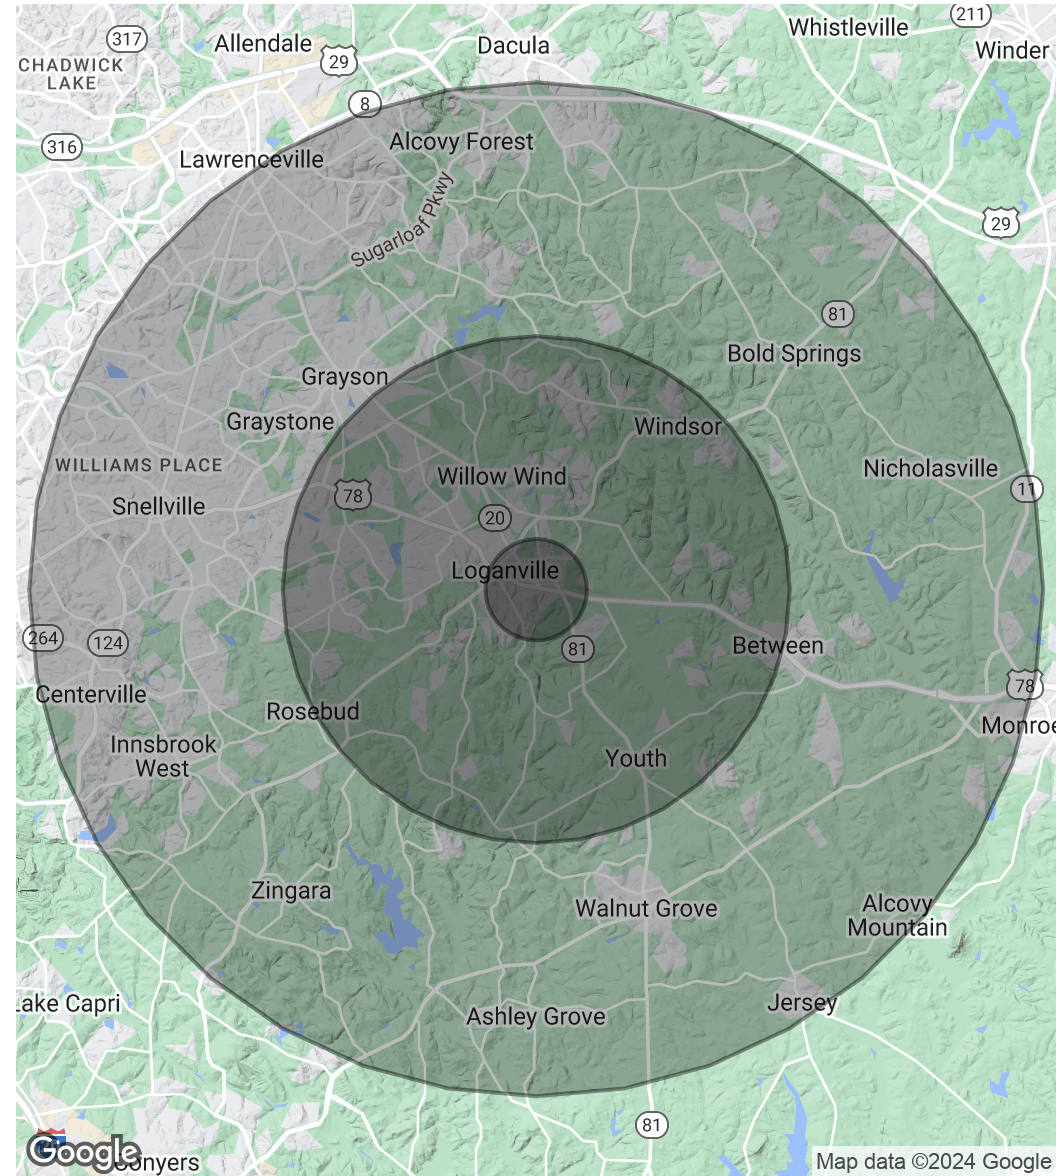 211
317
Allendale
Whistleville
29
Dacula
Winder
CHADWICK
LAKE
8
Alcovy Forest
316
Lawrenceville
Sugarloaf Pkwy
29
81
Bold Springs
Grayson
Graystone
Windsor
WILLIAMS PLACE
Willow Wind
Nicholasville
78
11
Snellville
20
Loganville
264
124
81
Between
78
Centerville
Rosebud
Monroe
Innsbrook
West
Youth
Zingara
Walnut Grove
Alcovy
Mountain
Lake Capri
Jersey
Ashley Grove
81
Google
Conyers
Map data ©2024 Google